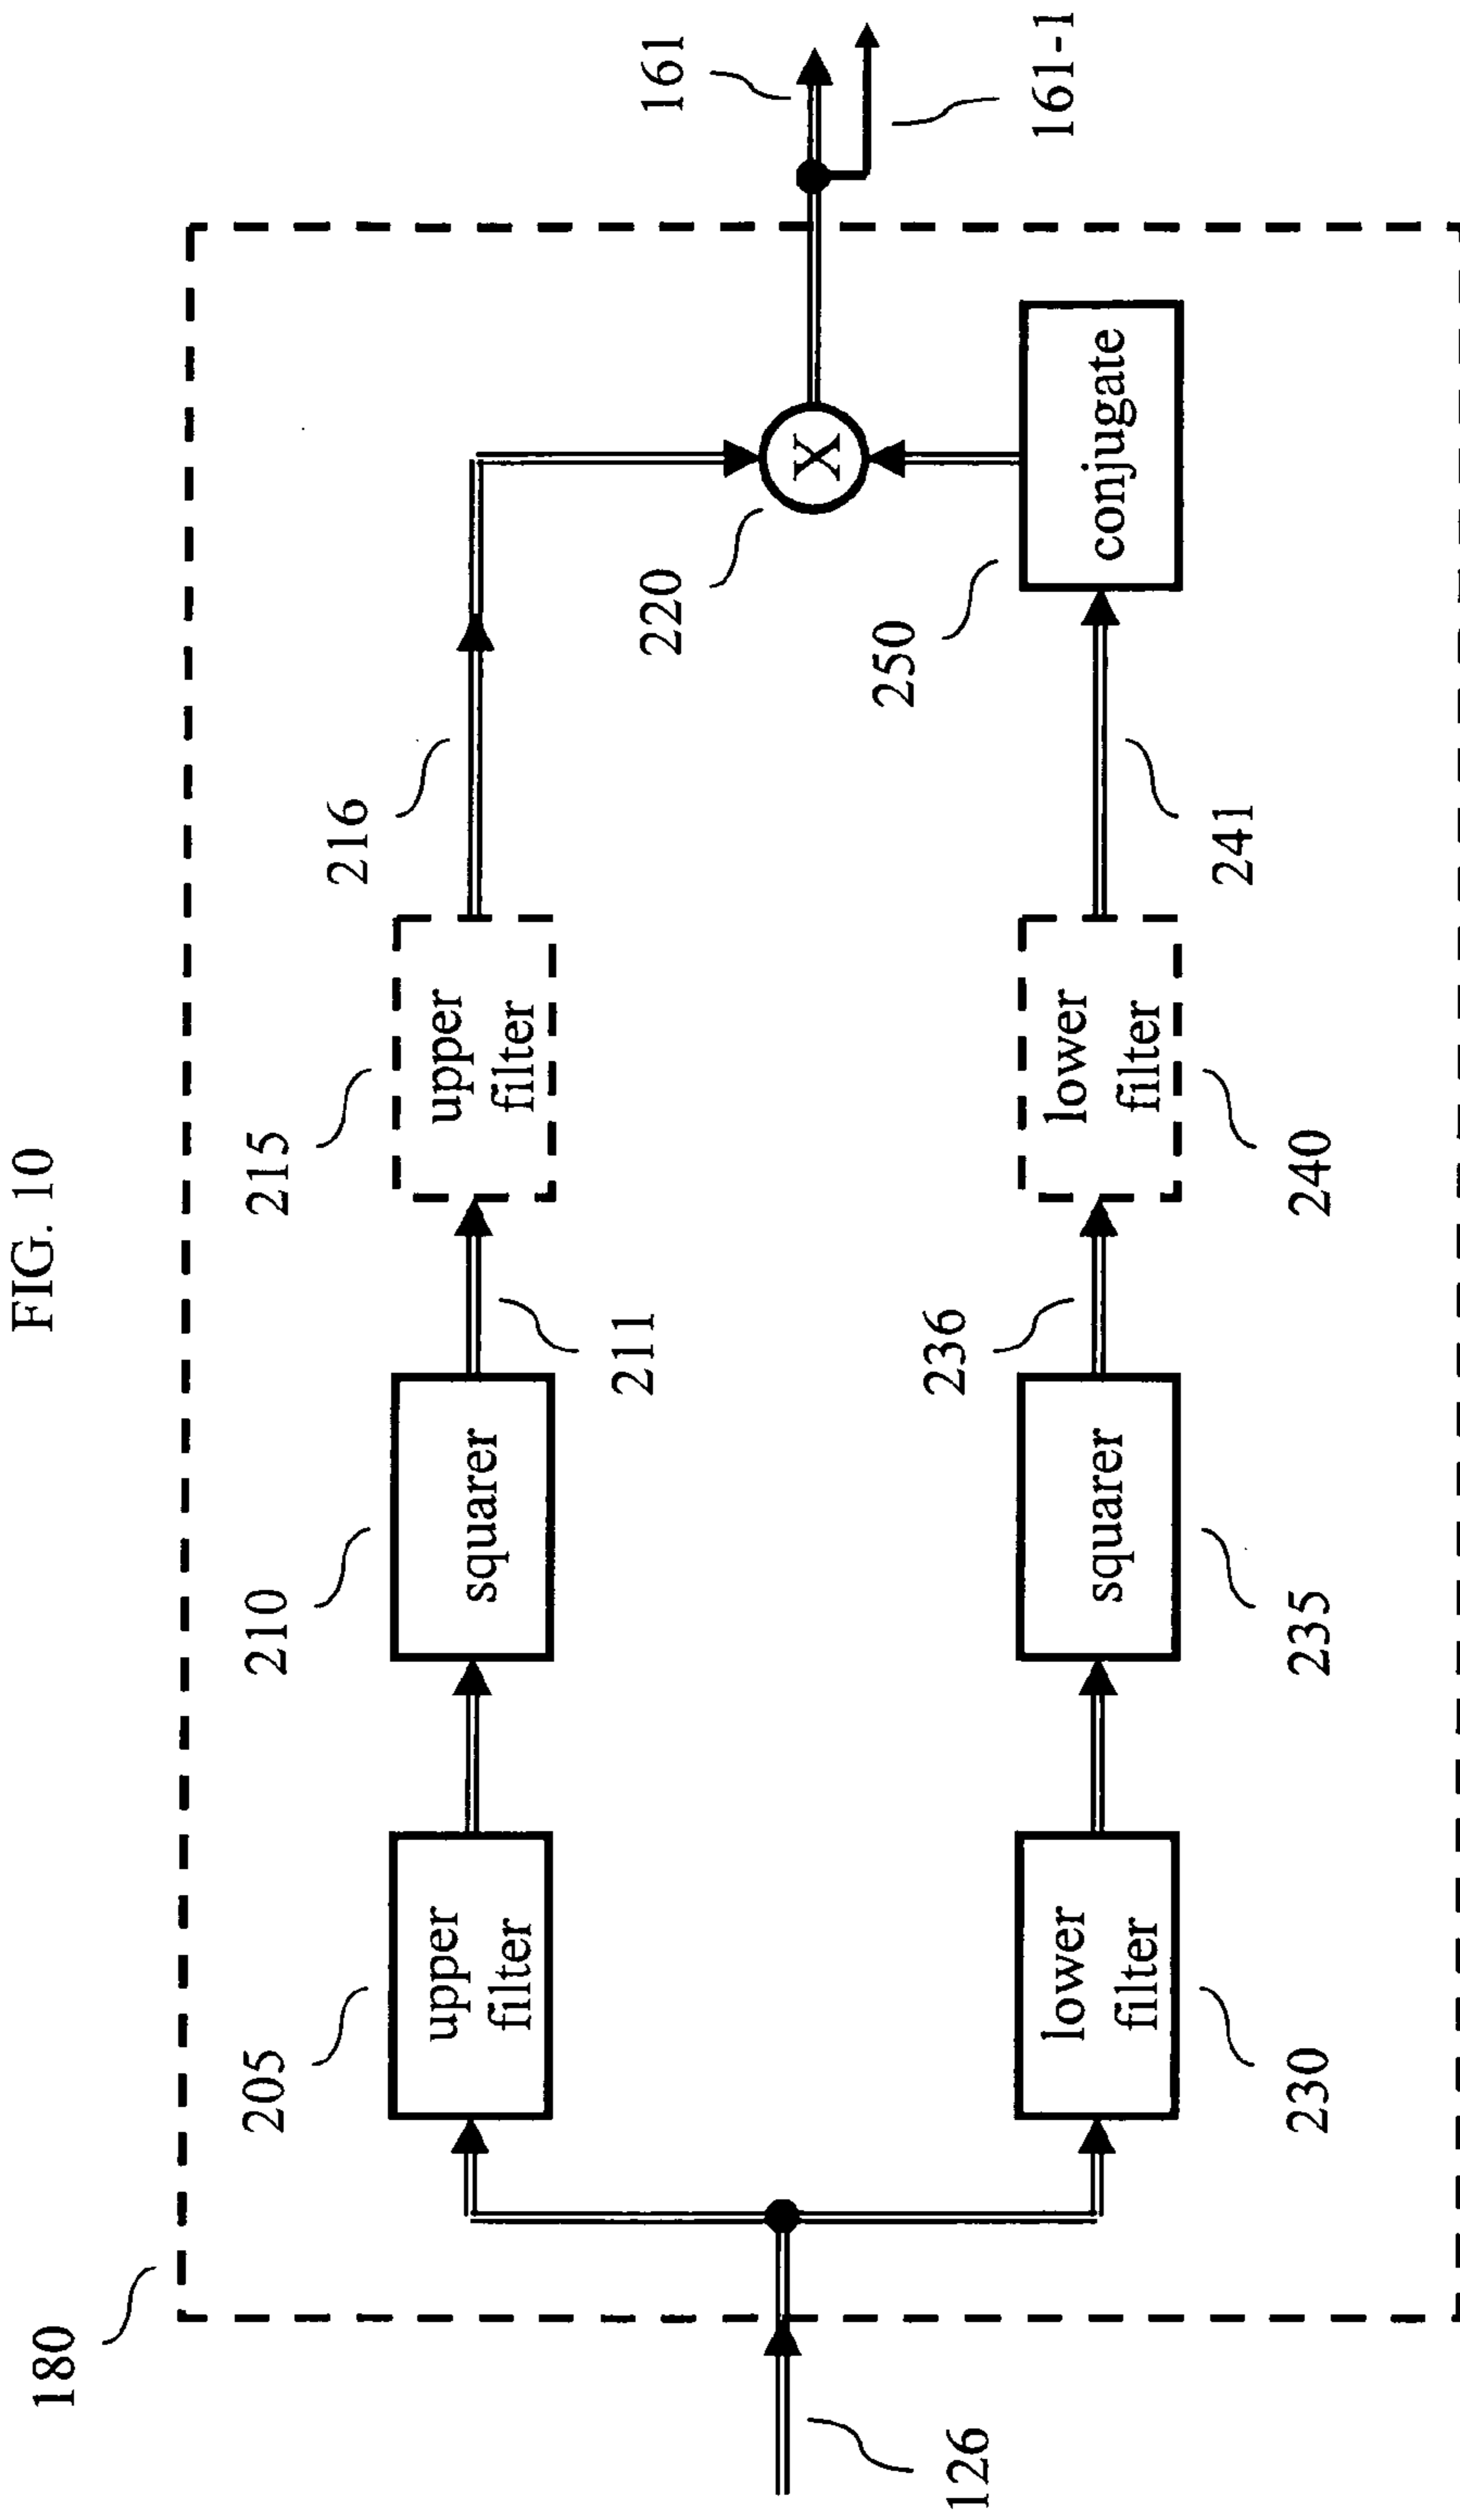 FIG. 10
180
205
210
215
216
upper
filter
squarer
upper
filter
211
220
X
161
161-1
126
236
250
lower
filter
squarer
lower
filter
conjugate
230
235
240
241